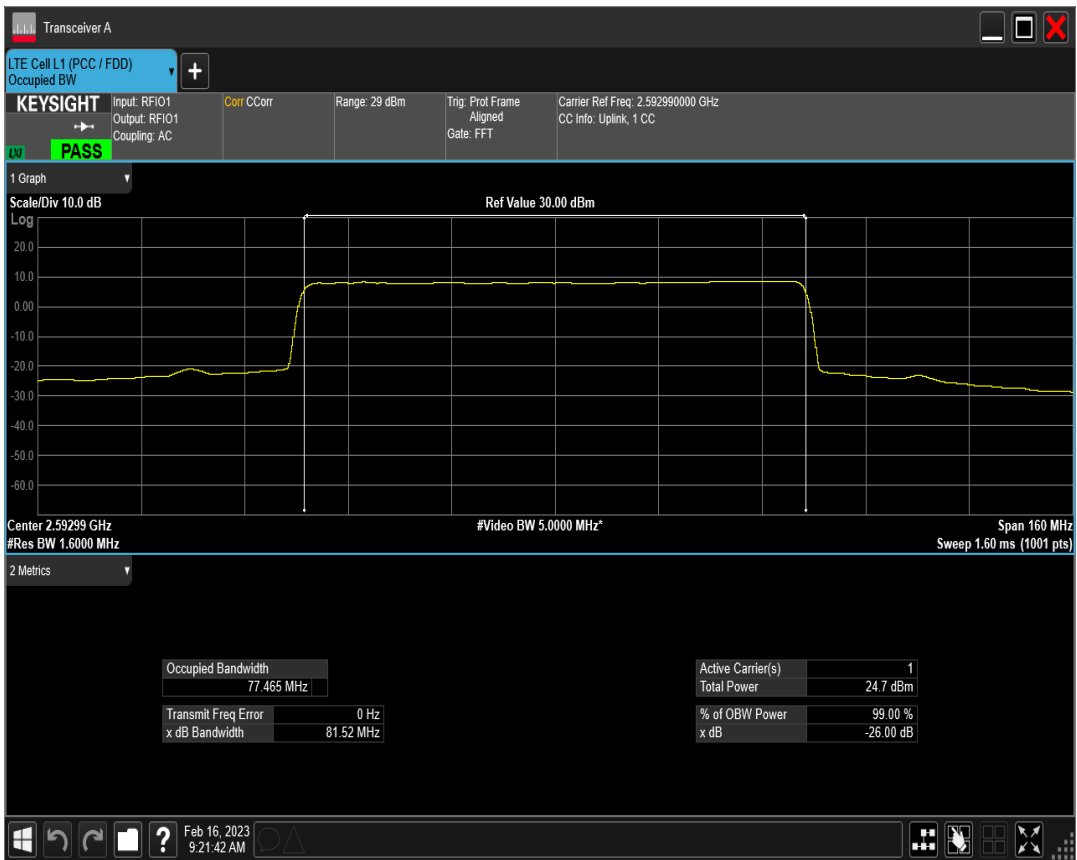 Transceiver A
LTE Cell L1 (PCC / FDD)
Occupied BW
+
KEYSIGHT
LXI
PASS
Input: RFIO1
Output: RFIO1
Coupling: AC
Corr CCorr
Range: 29 dBm
Trig: Prot Frame
Aligned
Gate: FFT
Carrier Ref Freq: 2.592990000 GHz
CC Info: Uplink, 1 CC
1 Graph
Scale/Div 10.0 dB
Ref Value 30.00 dBm
Log
20.0
10.0
0.00
-10.0
-20.0
-30.0
-40.0
-50.0
-60.0
Center 2.59299 GHz
#Video BW 5.0000 MHz*
Span 160 MHz
#Res BW 1.6000 MHz
Sweep 1.60 ms (1001 pts)
2 Metrics
Occupied Bandwidth
77.465 MHz
Transmit Freq Error 0 Hz
x dB Bandwidth 81.52 MHz
Active Carrier(s) 1
Total Power 24.7 dBm
% of OBW Power 99.00 %
x dB -26.00 dB
?
Feb 16, 2023
9:21:42 AM